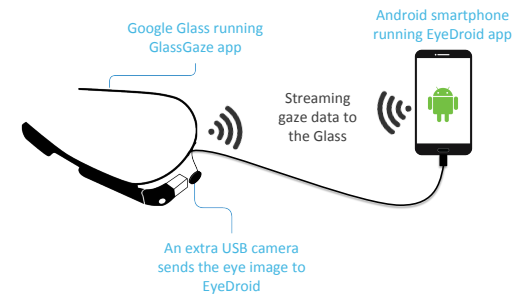 Google Glass running
GlassGaze app
Android smartphone
running EyeDroid app
Streaming
gaze data to
the Glass
An extra USB camera
sends the eye image to
EyeDroid